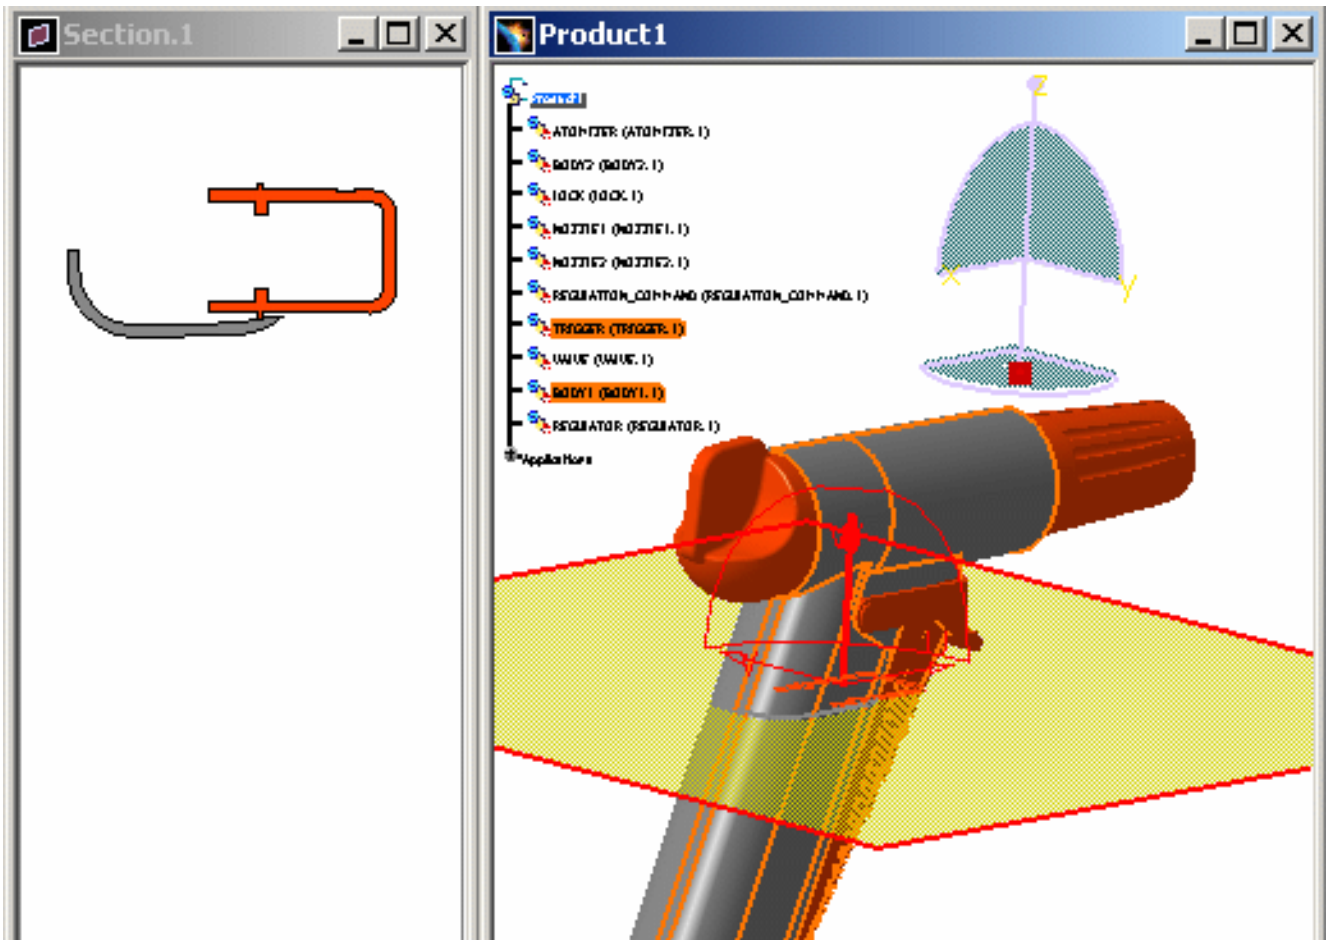 Section.1
Product1
Product1
ATOMIZER (ATOMIZER.1)
BODY2 (BODY2.1)
LOCK (LOCK.1)
NOZZLE1 (NOZZLE1.1)
NOZZLE2 (NOZZLE2.1)
REGULATION_COMMAND (REGULATION_COMMAND.1)
TRIGGER (TRIGGER.1)
VALVE (VALVE.1)
BODY1 (BODY1.1)
REGULATOR (REGULATOR.1)
Applications
z
x
y